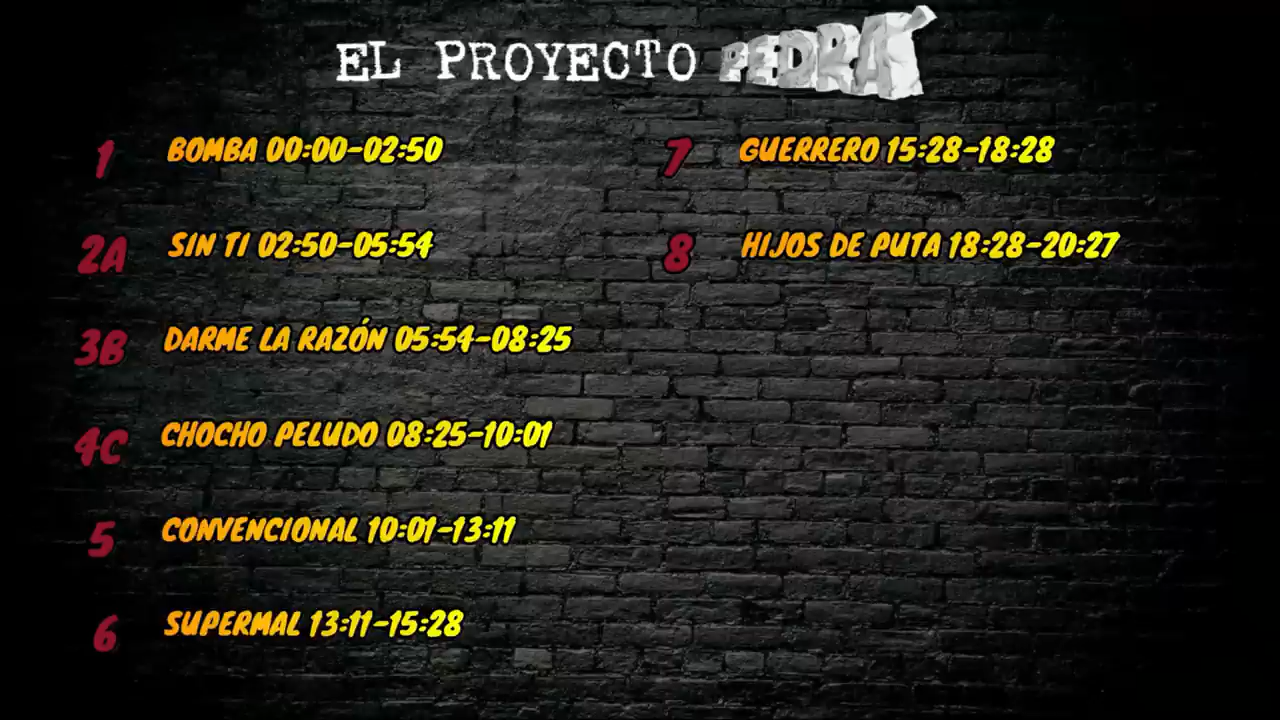 EL PROYECTO PEDRÁ
1 BOMBA 00:00-02:50
2A SIN TI 02:50-05:54
3B DARME LA RAZÓN 05:54-08:25
4C CHOCHO PELUDO 08:25-10:01
5 CONVENCIONAL 10:01-13:11
6 SUPERMAL 13:11-15:28
7 GUERRERO 15:28-18:28
8 HIJOS DE PUTA 18:28-20:27